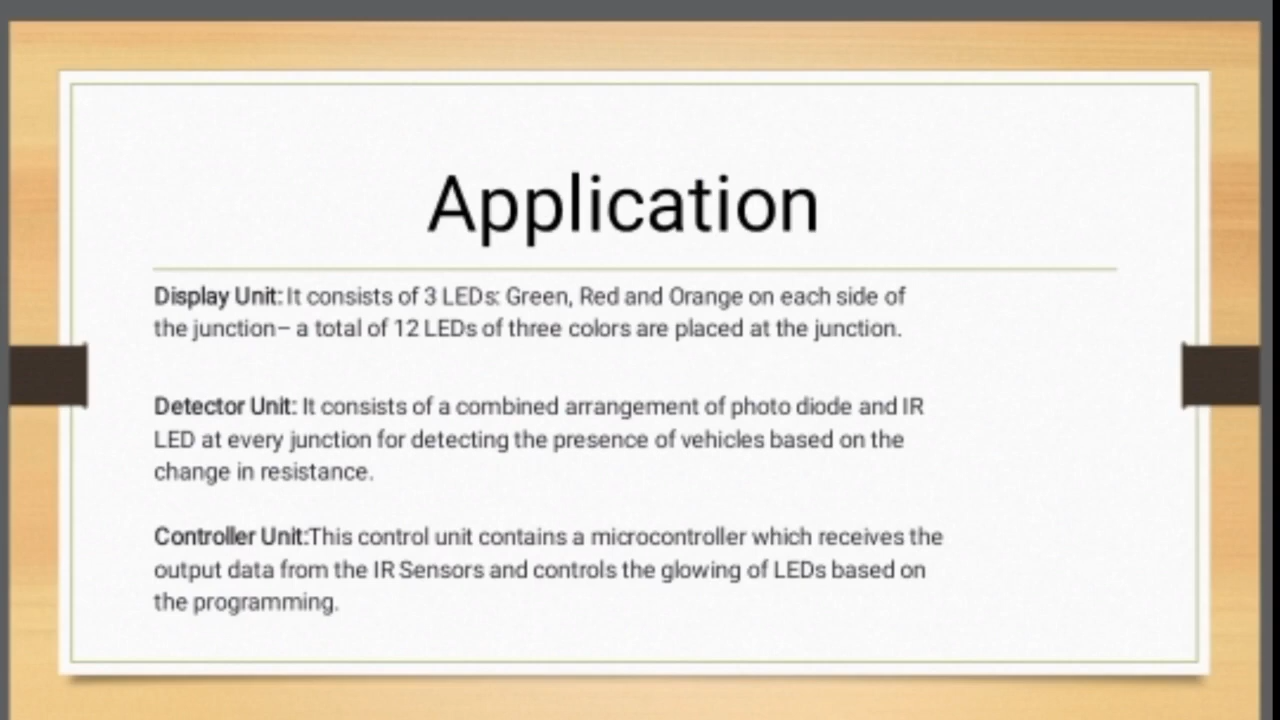 Application
Display Unit: It consists of 3 LEDs: Green, Red and Orange on each side of
the junction– a total of 12 LEDs of three colors are placed at the junction.
Detector Unit: It consists of a combined arrangement of photo diode and IR
LED at every junction for detecting the presence of vehicles based on the
change in resistance.
Controller Unit:This control unit contains a microcontroller which receives the
output data from the IR Sensors and controls the glowing of LEDs based on
the programming.